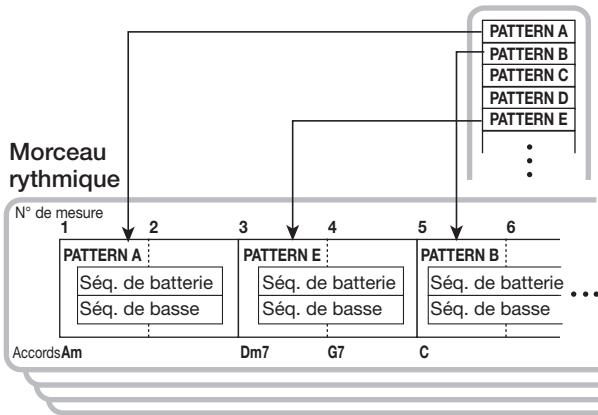 PATTERN A
PATTERN B
PATTERN C
PATTERN D
PATTERN E
Morceau
rythmique
N° de mesure
1 2 3 4 5 6
PATTERN A PATTERN E PATTERN B
Séq. de batterie Séq. de batterie Séq. de batterie
Séq. de basse Séq. de basse Séq. de basse
Accords Am Dm7 G7 C